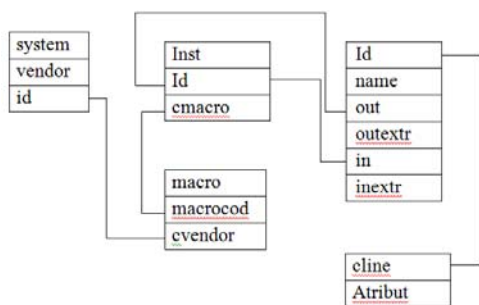 system
vendor
id
Inst
Id
cmacro
macro
macrocod
cvendor
Id
name
out
outextr
in
inextr
cline
Atribut